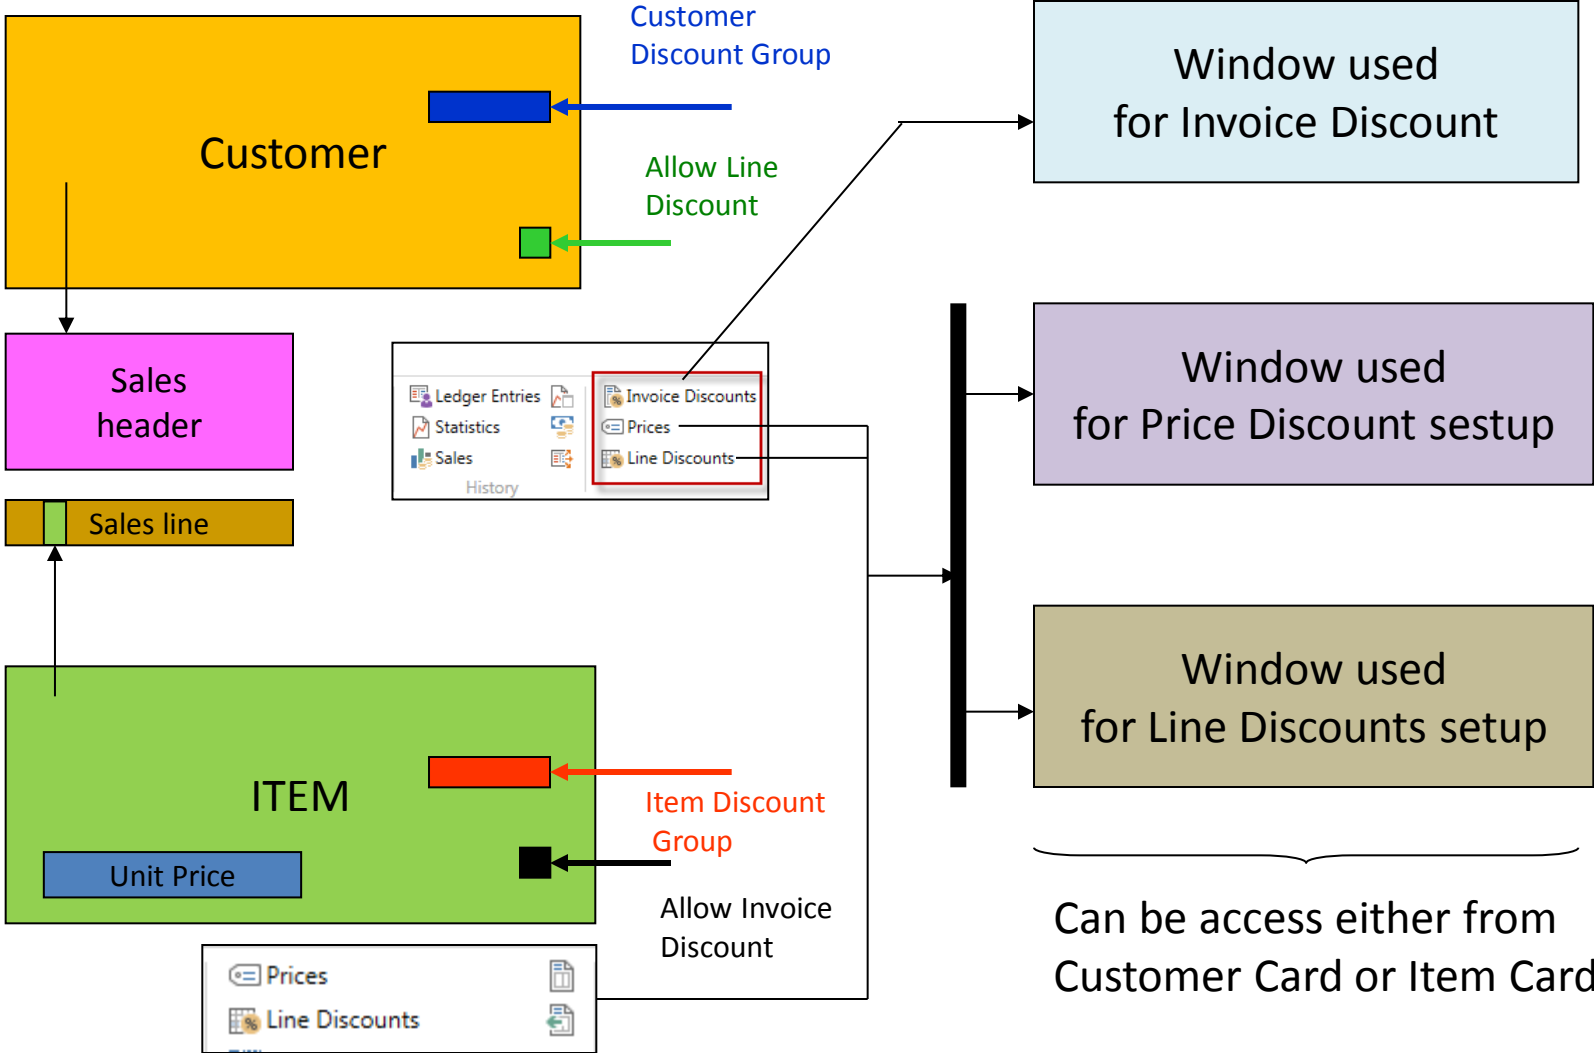 Customer
Discount Group
Customer
Allow Line
Discount
Window used
for Invoice Discount
Sales
header
Sales line
Ledger Entries
Statistics
Sales
History
Invoice Discounts
Prices
Line Discounts
Window used
for Price Discount sestup
Window used
for Line Discounts setup
ITEM
Unit Price
Item Discount
Group
Allow Invoice
Discount
Prices
Line Discounts
Can be access either from
Customer Card or Item Card